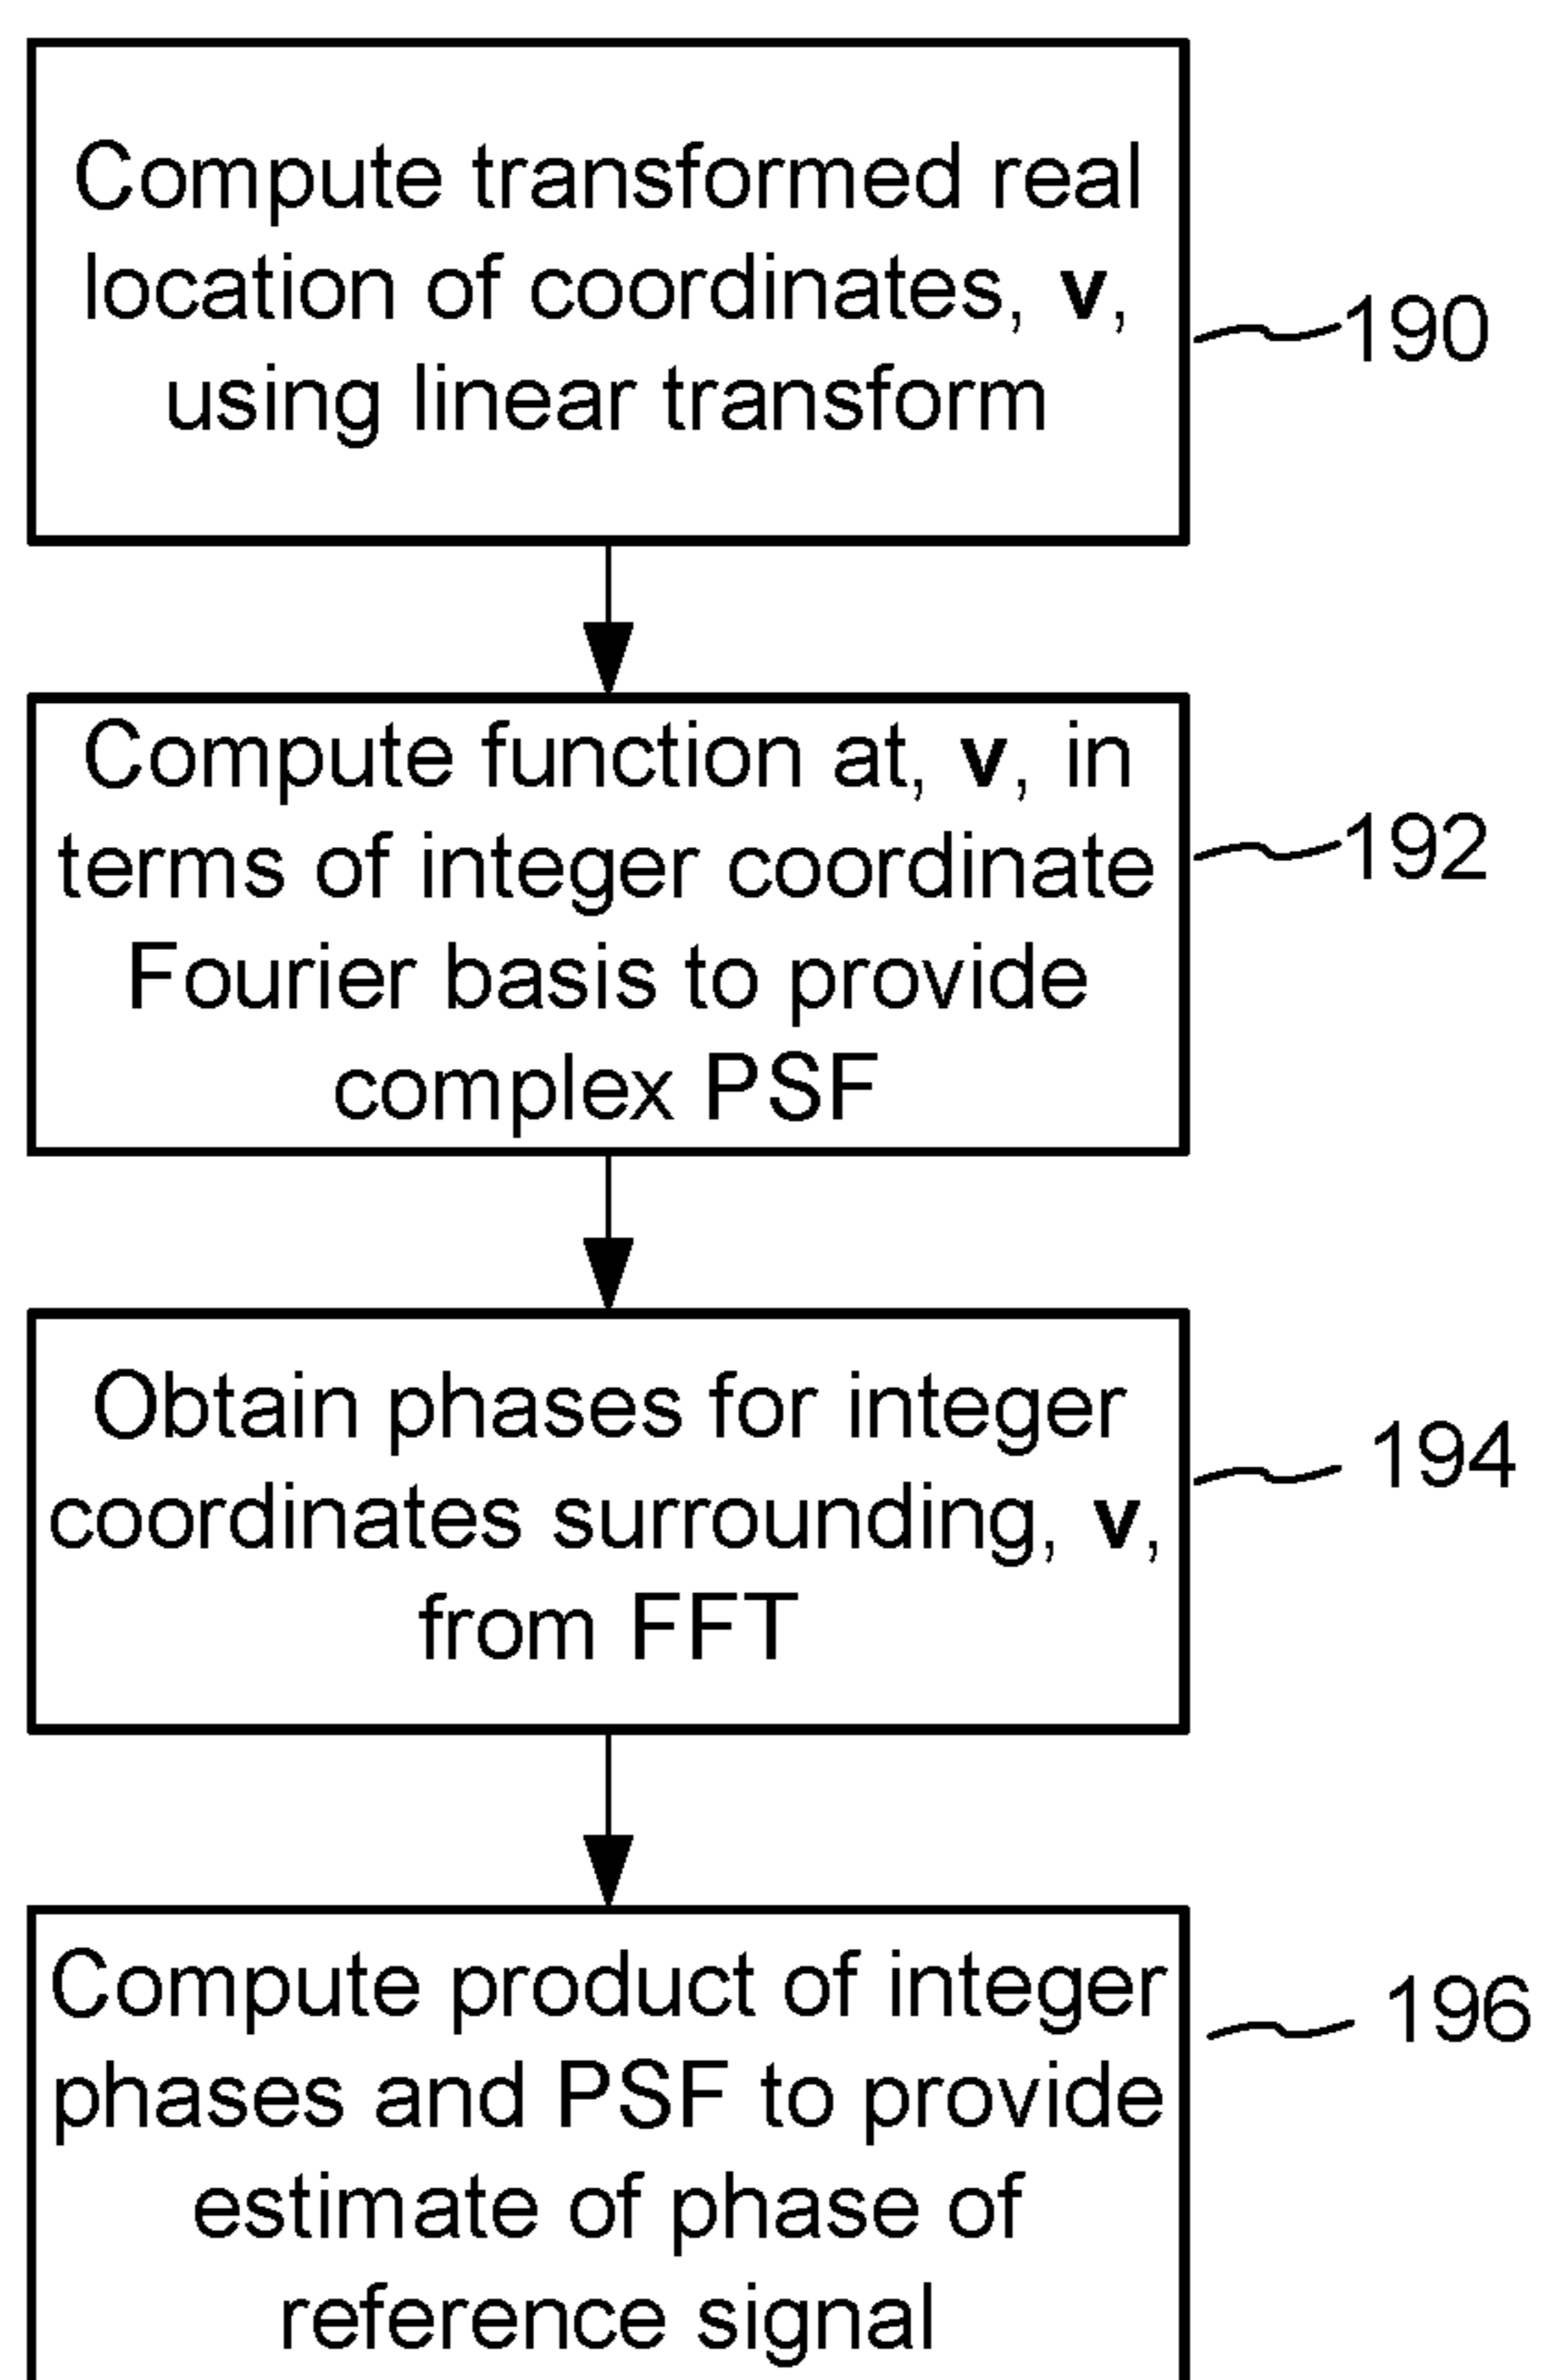 Compute transformed real
location of coordinates, v,
using linear transform
190
Compute function at, v, in
terms of integer coordinate
Fourier basis to provide
complex PSF
192
Obtain phases for integer
coordinates surrounding, v,
from FFT
194
Compute product of integer
phases and PSF to provide
estimate of phase of
reference signal
196